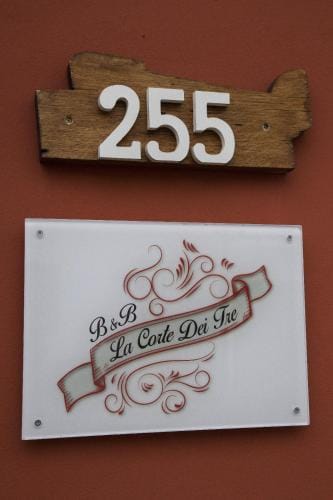 255
B&B
La Corte Dei Tre